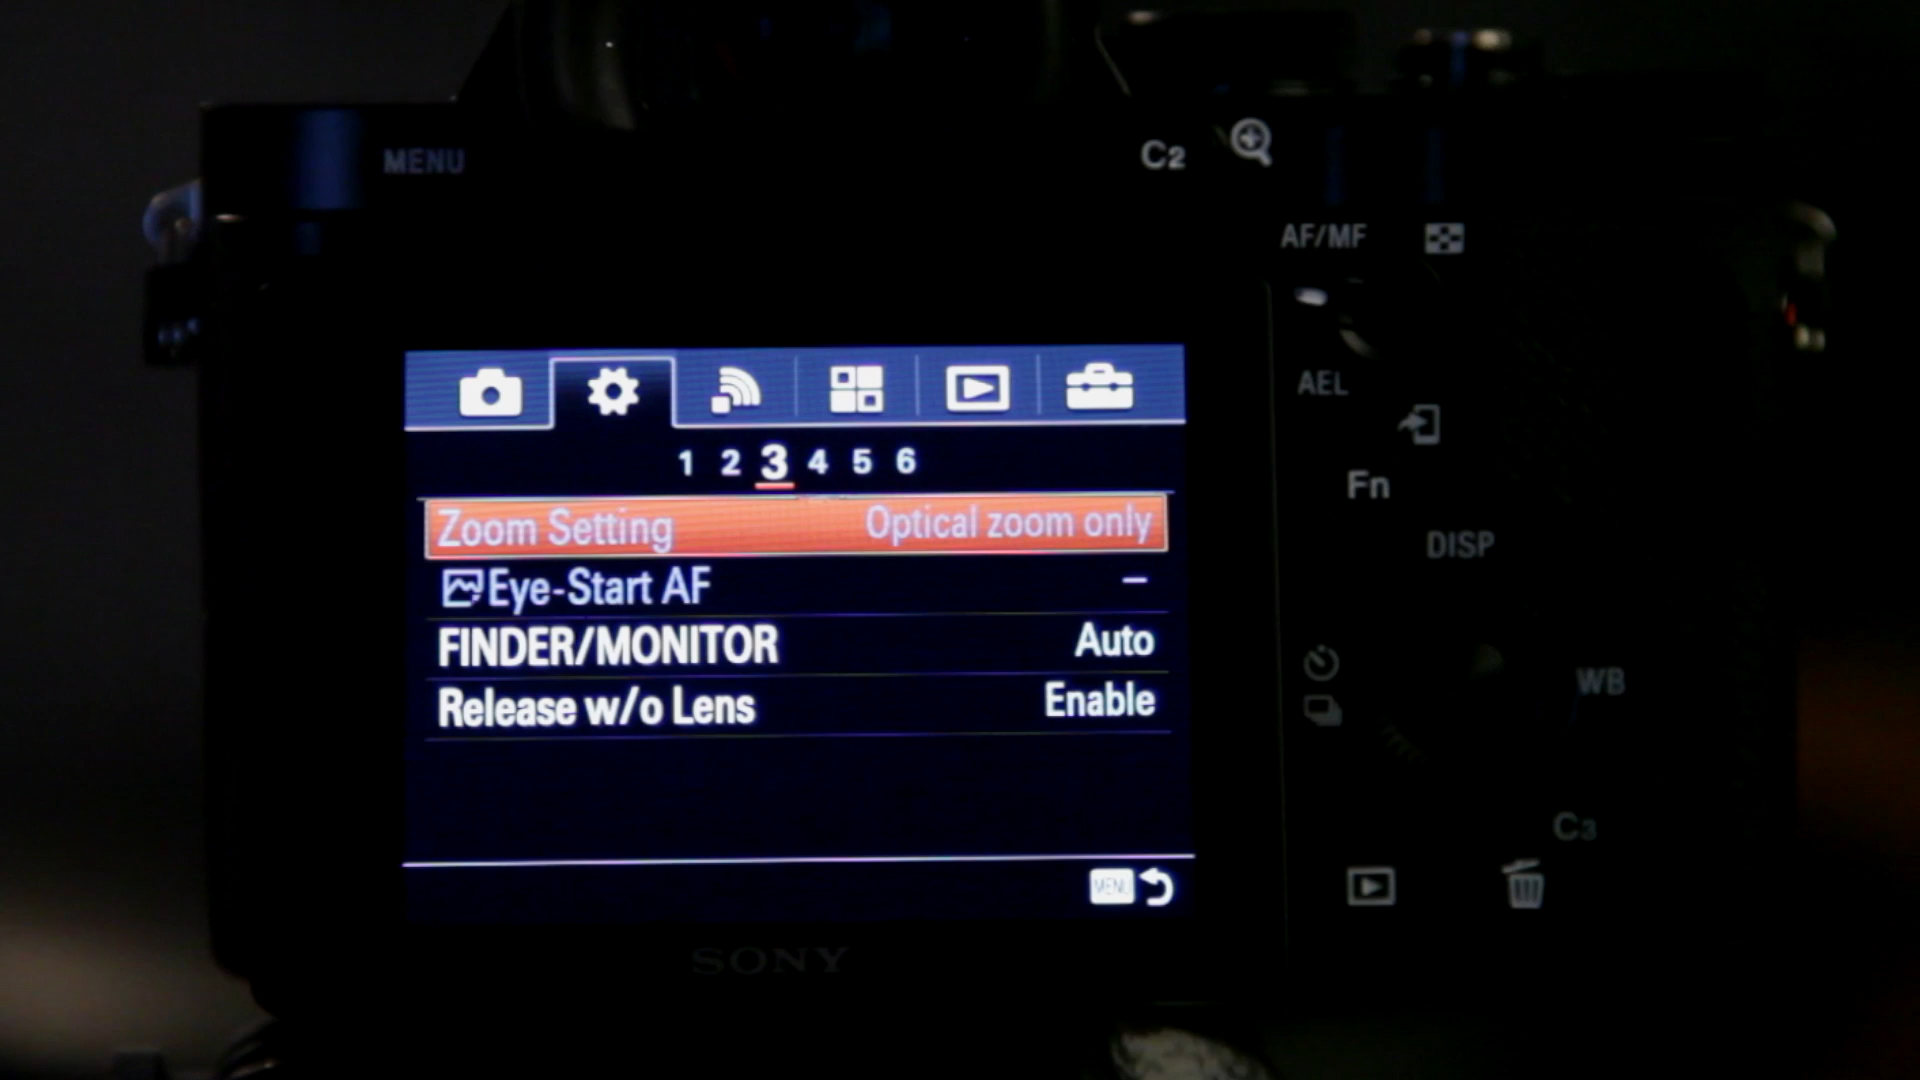 MENU
C2
AF/MF
AEL
Fn
DISP
1 2 3 4 5 6
Zoom Setting Optical zoom only
Eye-Start AF –
FINDER/MONITOR Auto
Release w/o Lens Enable
MENU
WB
C3
SONY